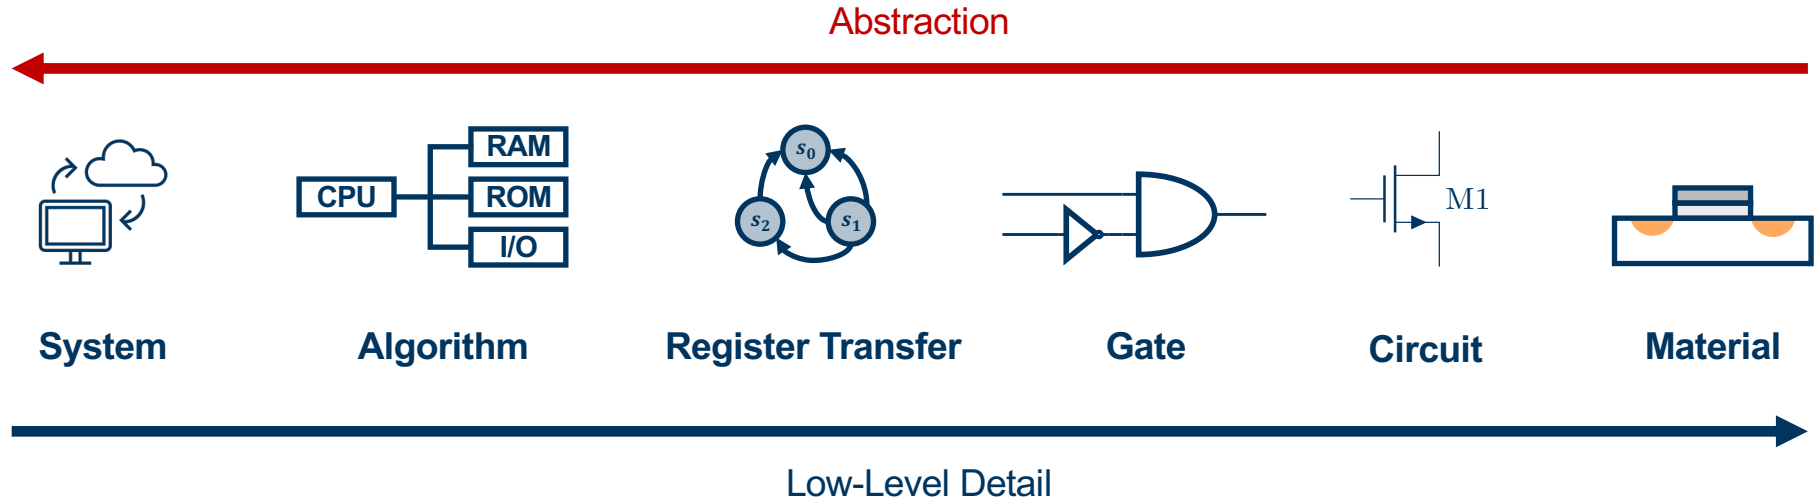 Abstraction
RAM
CPU
ROM
I/O
s₀
s₂
s₁
M1
System
Algorithm
Register Transfer
Gate
Circuit
Material
Low-Level Detail